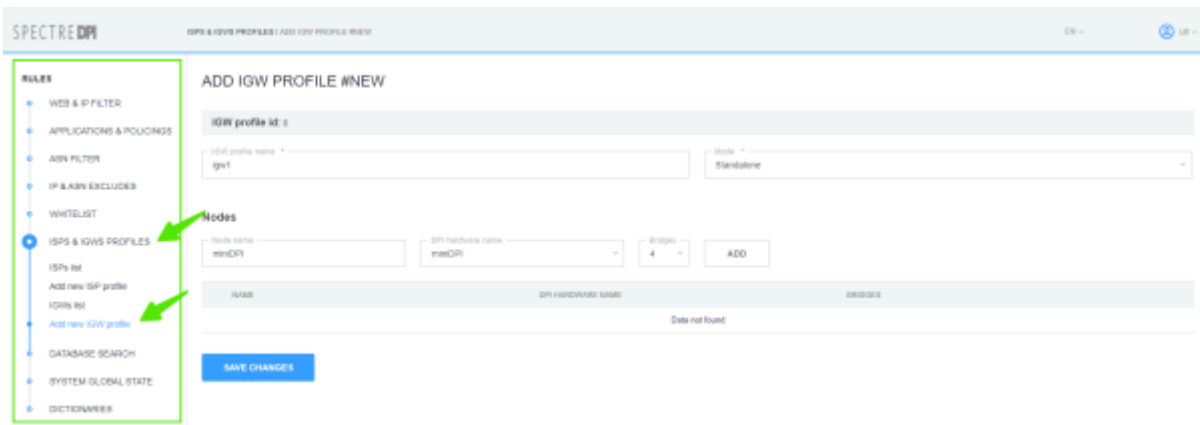 SPECTREDPI
ISPS & IGWS PROFILES / ADD IGW PROFILE #NEW
EN
RULES
WEB & IP FILTER
APPLICATIONS & POLICINGS
ASN FILTER
IP & ASN EXCLUDES
WHITELIST
ISPS & IGWS PROFILES
ISPs list
Add new ISP profile
IGWs list
Add new IGW profile
DATABASE SEARCH
SYSTEM GLOBAL STATE
DICTIONARIES
ADD IGW PROFILE #NEW
IGW profile id:
IGW profile name *
igw1
Mode *
Standalone
Nodes
Node name
miniDPI
DPI hardware name
miniDPI
Bridges
4
ADD
NAME
DPI HARDWARE NAME
BRIDGES
Data not found
SAVE CHANGES